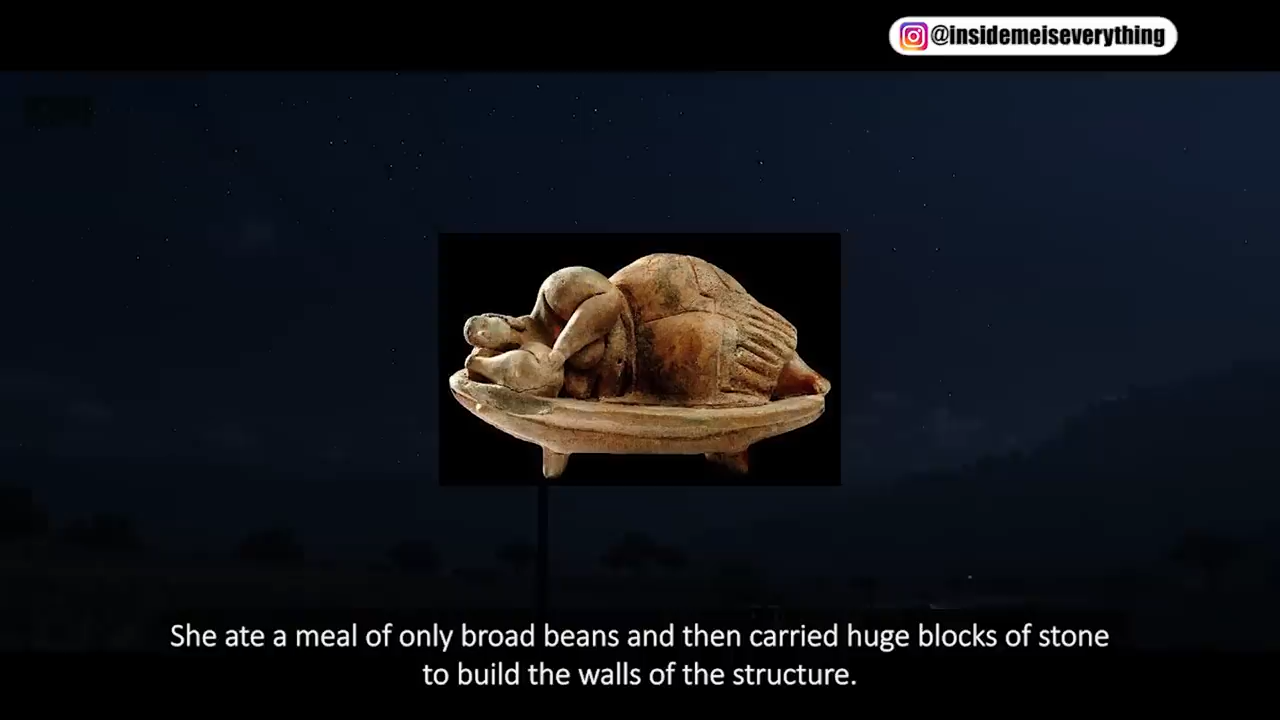 @insidemeiseverything
She ate a meal of only broad beans and then carried huge blocks of stone
to build the walls of the structure.